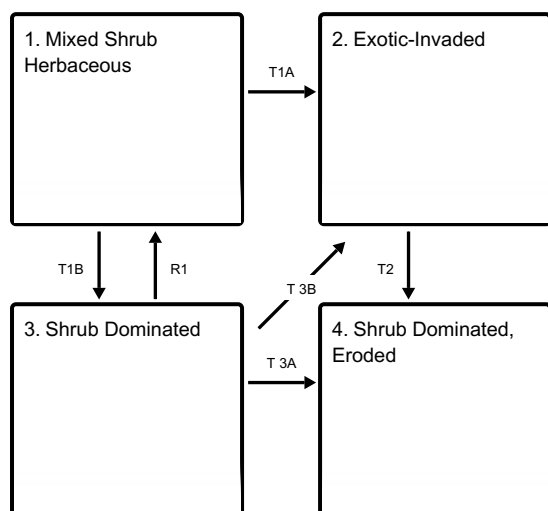 1. Mixed Shrub
Herbaceous
T1A
2. Exotic-Invaded
T1B
R1
T 3B
T2
3. Shrub Dominated
T 3A
4. Shrub Dominated,
Eroded